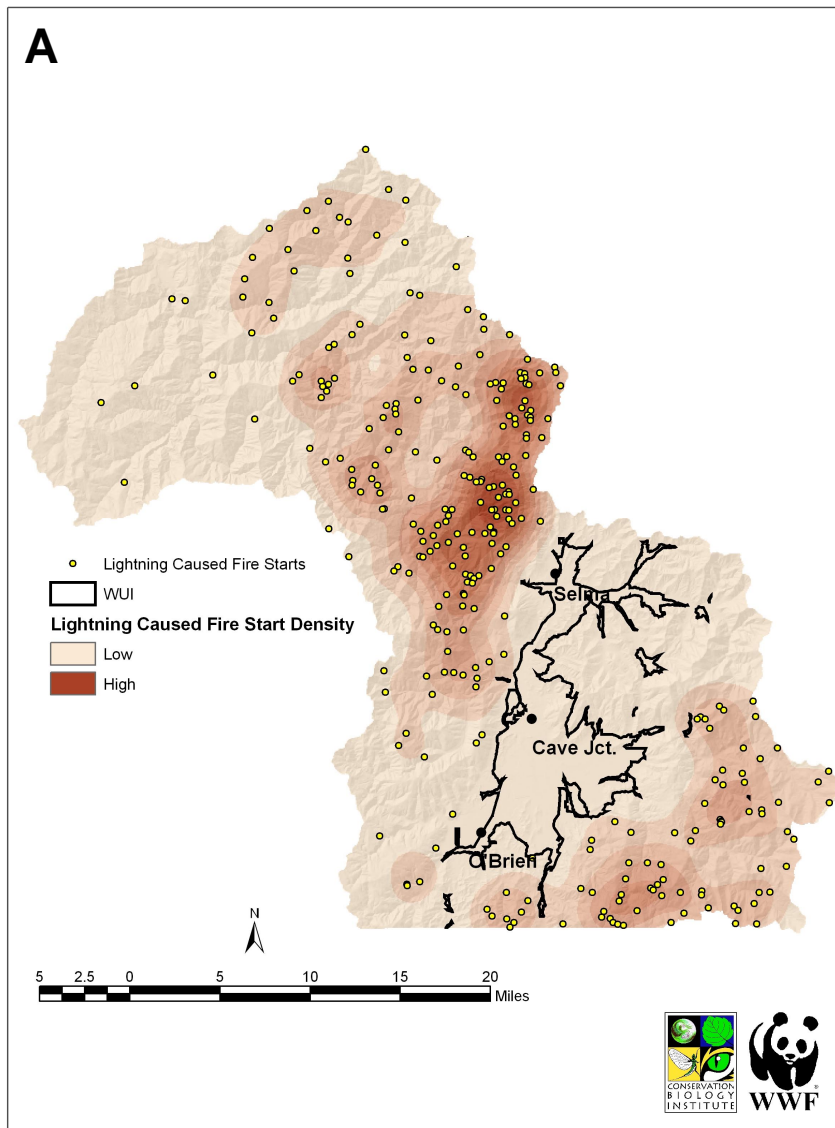 A
Lightning Caused Fire Starts
WUI
Lightning Caused Fire Start Density
Low
High
Selma
Cave Jct.
O'Brien
N
5 2.5 0 5 10 15 20
Miles
CONSERVATION
BIOLOGY
INSTITUTE
®
WWF